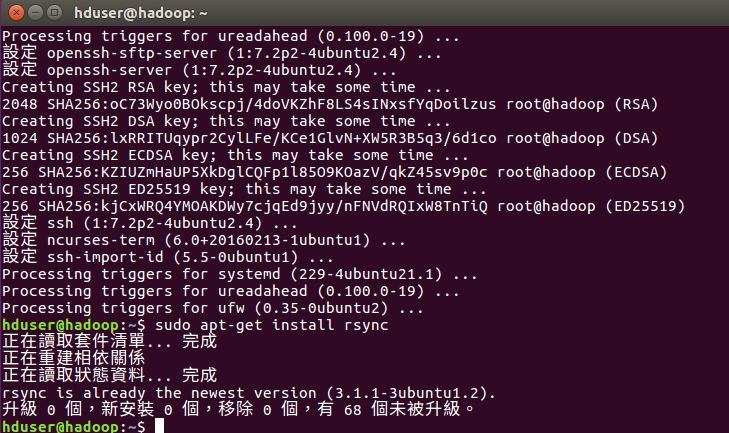 hduser@hadoop: ~
Processing triggers for ureadahead (0.100.0-19) ...
設定 openssh-sftp-server (1:7.2p2-4ubuntu2.4) ...
設定 openssh-server (1:7.2p2-4ubuntu2.4) ...
Creating SSH2 RSA key; this may take some time ...
2048 SHA256:oC73Wyo0BOkscpj/4doVKZhF8LS4sINxsfYqDoilzus root@hadoop (RSA)
Creating SSH2 DSA key; this may take some time ...
1024 SHA256:lxRRITUqypr2CylLFe/KCe1GlvN+XW5R3B5q3/6d1co root@hadoop (DSA)
Creating SSH2 ECDSA key; this may take some time ...
256 SHA256:KZIUZmHaUP5XkDglCQFp1l85O9KOazV/qkZ45sv9p0c root@hadoop (ECDSA)
Creating SSH2 ED25519 key; this may take some time ...
256 SHA256:kjCxWRQ4YMOAKDWy7cjqEd9jyy/nFNVdRQIxW8TnTiQ root@hadoop (ED25519)
設定 ssh (1:7.2p2-4ubuntu2.4) ...
設定 ncurses-term (6.0+20160213-1ubuntu1) ...
設定 ssh-import-id (5.5-0ubuntu1) ...
Processing triggers for systemd (229-4ubuntu21.1) ...
Processing triggers for ureadahead (0.100.0-19) ...
Processing triggers for ufw (0.35-0ubuntu2) ...
hduser@hadoop:~$ sudo apt-get install rsync
正在讀取套件清單... 完成
正在重建相依關係
正在讀取狀態資料... 完成
rsync is already the newest version (3.1.1-3ubuntu1.2).
升級 0 個，新安裝 0 個，移除 0 個，有 68 個未被升級。
hduser@hadoop:~$